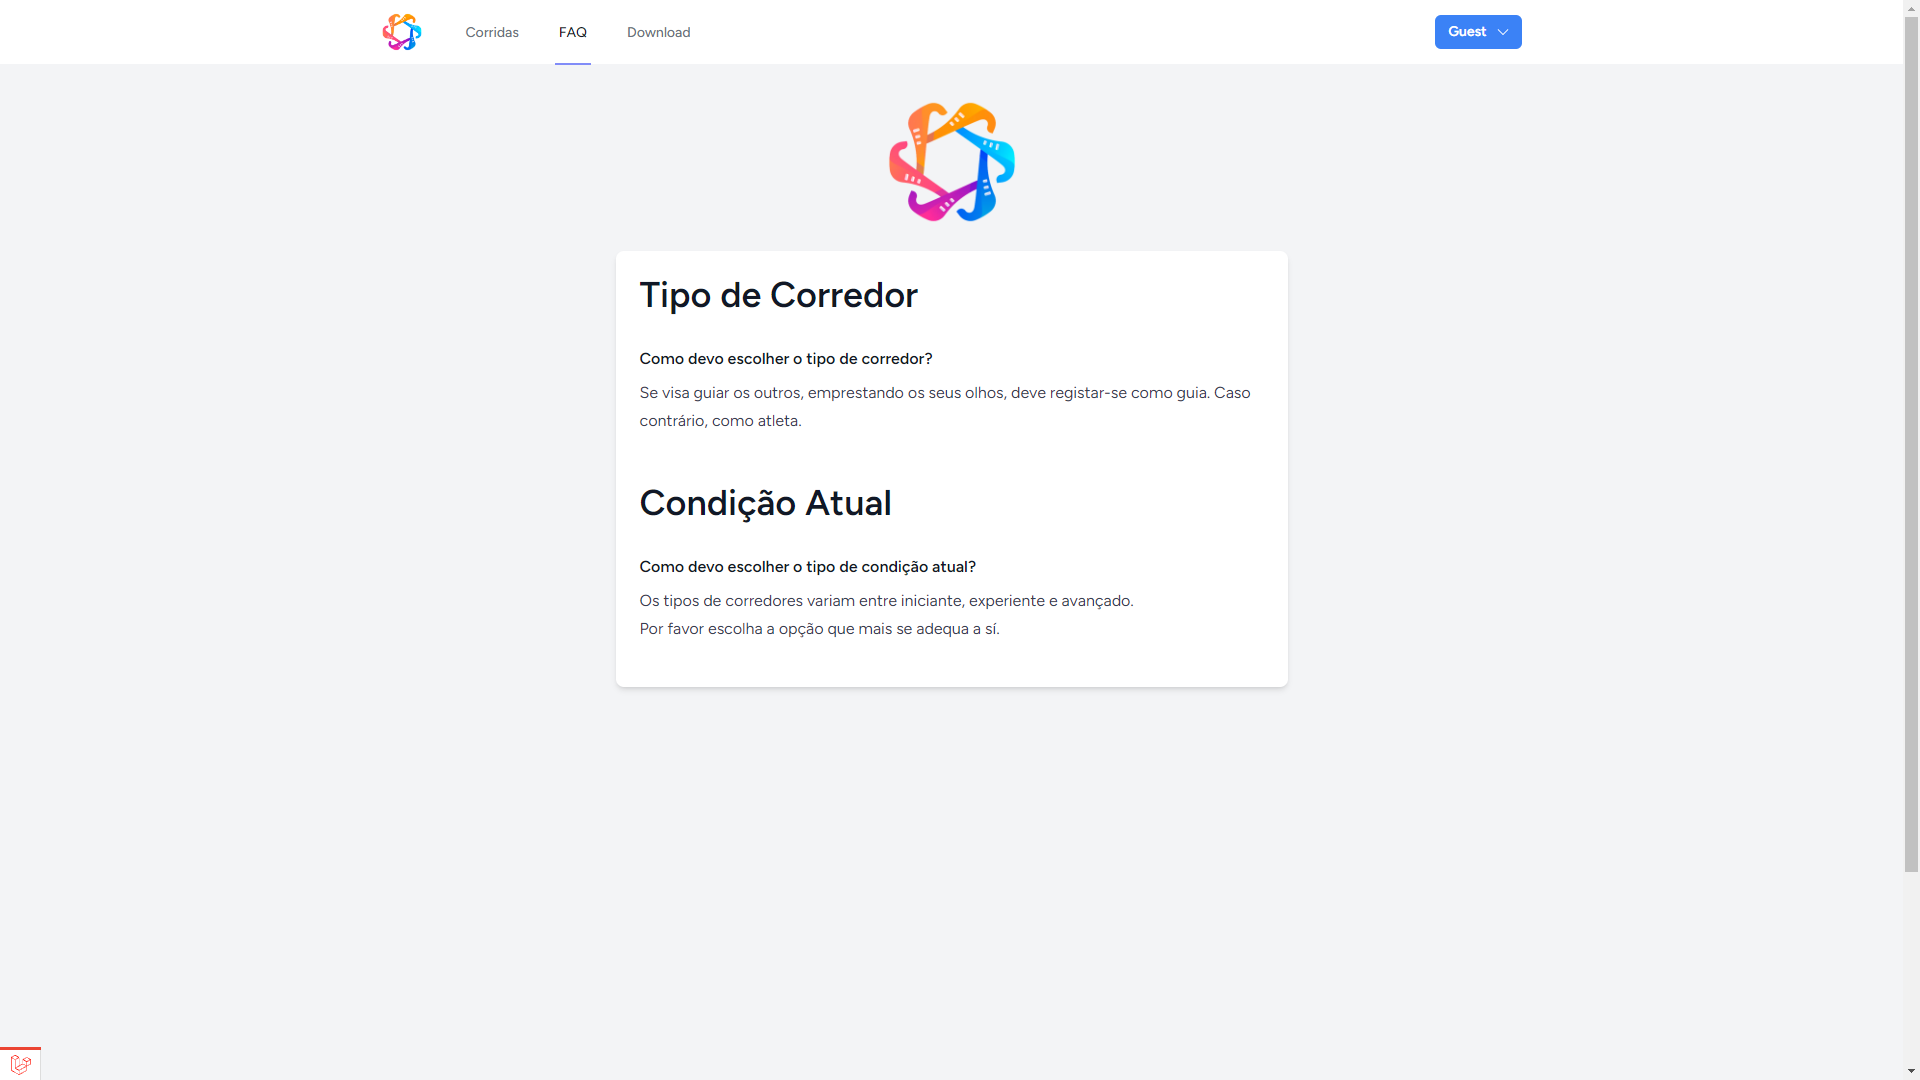 Corridas
FAQ
Download
Guest
Tipo de Corredor
Como devo escolher o tipo de corredor?
Se visa guiar os outros, emprestando os seus olhos, deve registar-se como guia. Caso
contrário, como atleta.
Condição Atual
Como devo escolher o tipo de condição atual?
Os tipos de corredores variam entre iniciante, experiente e avançado.
Por favor escolha a opção que mais se adequa a sí.